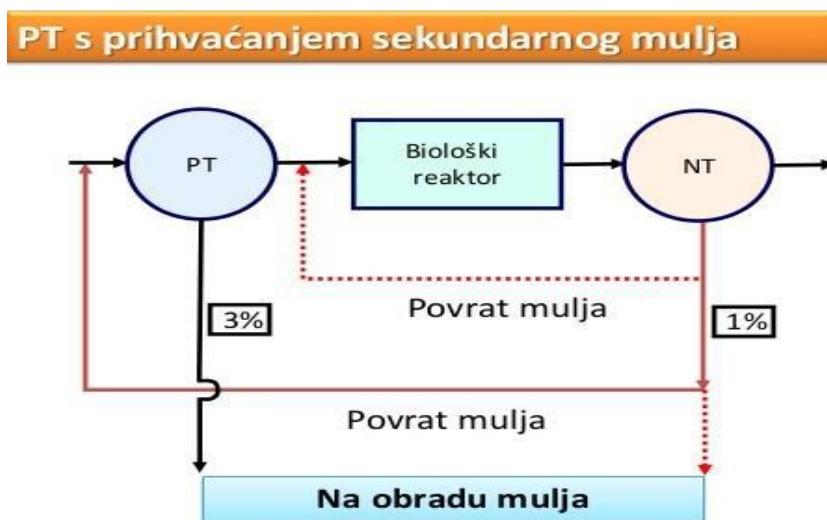 PT s prihvaćanjem sekundarnog mulja
PT
Biološki
reaktor
NT
Povrat mulja
3%
1%
Povrat mulja
Na obradu mulja